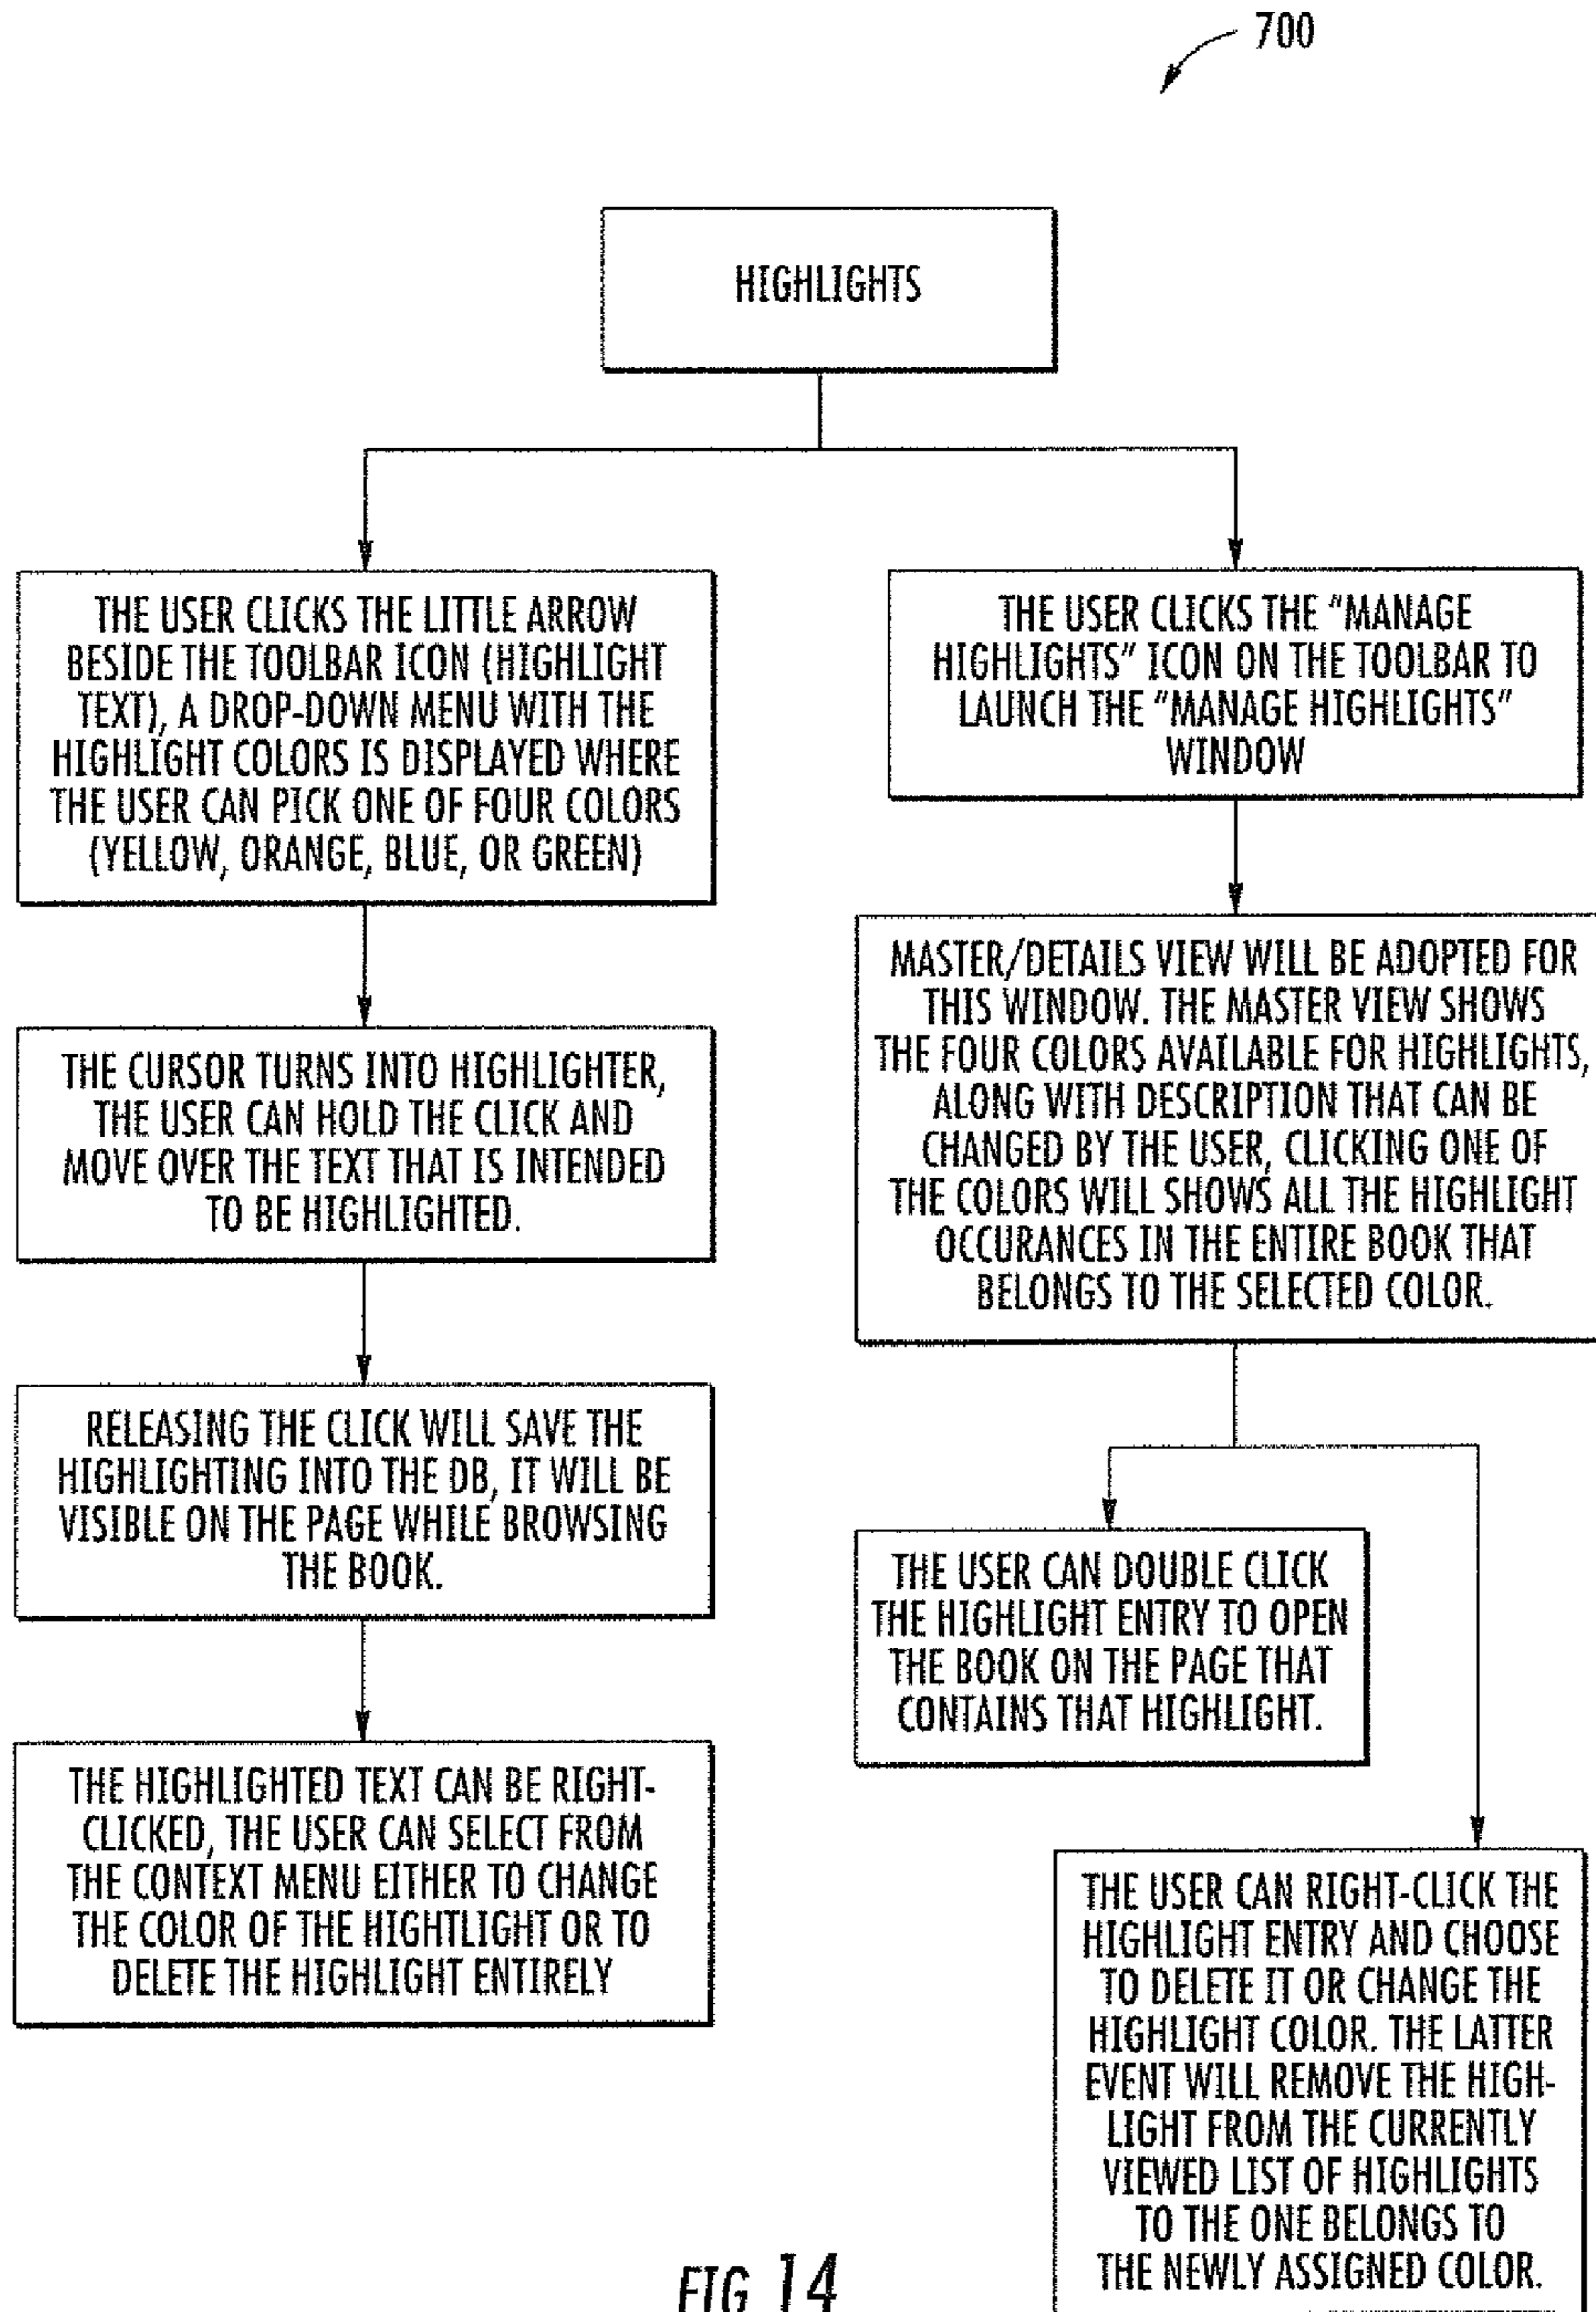 700
HIGHLIGHTS
THE USER CLICKS THE LITTLE ARROW
BESIDE THE TOOLBAR ICON (HIGHLIGHT
TEXT), A DROP-DOWN MENU WITH THE
HIGHLIGHT COLORS IS DISPLAYED WHERE
THE USER CAN PICK ONE OF FOUR COLORS
(YELLOW, ORANGE, BLUE, OR GREEN)
THE CURSOR TURNS INTO HIGHLIGHTER,
THE USER CAN HOLD THE CLICK AND
MOVE OVER THE TEXT THAT IS INTENDED
TO BE HIGHLIGHTED.
RELEASING THE CLICK WILL SAVE THE
HIGHLIGHTING INTO THE DB, IT WILL BE
VISIBLE ON THE PAGE WHILE BROWSING
THE BOOK.
THE HIGHLIGHTED TEXT CAN BE RIGHT-
CLICKED, THE USER CAN SELECT FROM
THE CONTEXT MENU EITHER TO CHANGE
THE COLOR OF THE HIGHTLIGHT OR TO
DELETE THE HIGHLIGHT ENTIRELY
THE USER CLICKS THE "MANAGE
HIGHLIGHTS" ICON ON THE TOOLBAR TO
LAUNCH THE "MANAGE HIGHLIGHTS"
WINDOW
MASTER/DETAILS VIEW WILL BE ADOPTED FOR
THIS WINDOW. THE MASTER VIEW SHOWS
THE FOUR COLORS AVAILABLE FOR HIGHLIGHTS,
ALONG WITH DESCRIPTION THAT CAN BE
CHANGED BY THE USER, CLICKING ONE OF
THE COLORS WILL SHOWS ALL THE HIGHLIGHT
OCCURANCES IN THE ENTIRE BOOK THAT
BELONGS TO THE SELECTED COLOR.
THE USER CAN DOUBLE CLICK
THE HIGHLIGHT ENTRY TO OPEN
THE BOOK ON THE PAGE THAT
CONTAINS THAT HIGHLIGHT.
THE USER CAN RIGHT-CLICK THE
HIGHLIGHT ENTRY AND CHOOSE
TO DELETE IT OR CHANGE THE
HIGHLIGHT COLOR. THE LATTER
EVENT WILL REMOVE THE HIGH-
LIGHT FROM THE CURRENTLY
VIEWED LIST OF HIGHLIGHTS
TO THE ONE BELONGS TO
THE NEWLY ASSIGNED COLOR.
FIG 14